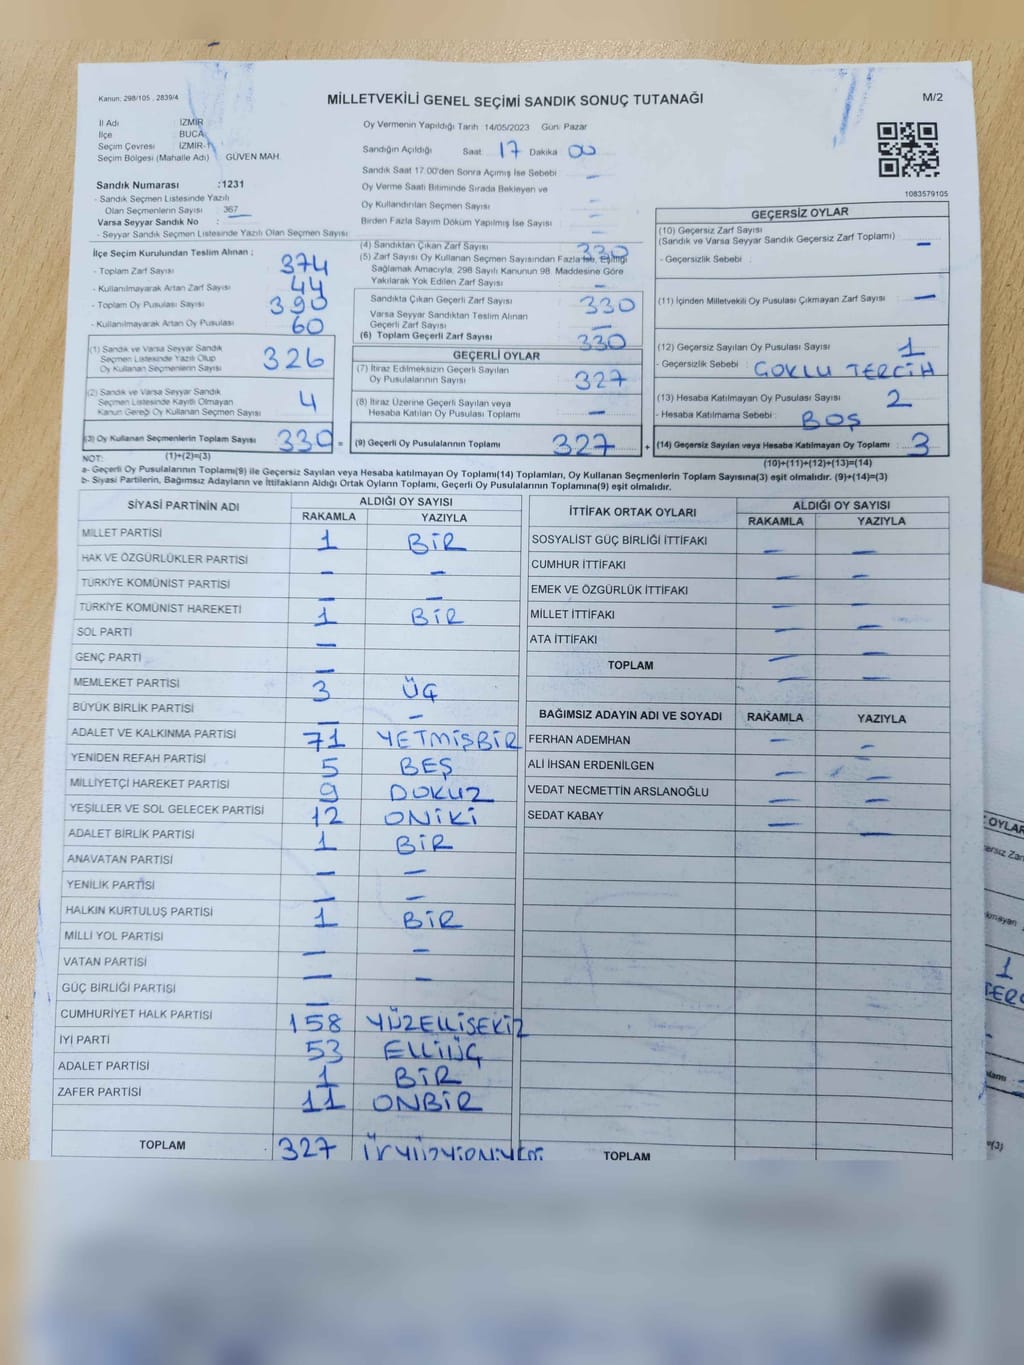 Kanun: 298/105 , 2839/4
MİLLETVEKİLİ GENEL SEÇİMİ SANDIK SONUÇ TUTANAĞI
M/2
İl Adı : İZMİR
İlçe : BUCA
Seçim Çevresi : İZMİR-1
Seçim Bölgesi (Mahalle Adı) GÜVEN MAH.
Sandık Numarası :1231
- Sandık Seçmen Listesinde Yazılı
Olan Seçmenlerin Sayısı : 367
Varsa Seyyar Sandık No :
- Seyyar Sandık Seçmen Listesinde Yazılı Olan Seçmen Sayısı:
Oy Vermenin Yapıldığı Tarih 14/05/2023 Gün: Pazar
Sandığın Açıldığı Saat 17 Dakika 00
Sandık Saat 17.00'den Sonra Açılmış İse Sebebi –
Oy Verme Saati Bitiminde Sırada Bekleyen ve
Oy Kullandırılan Seçmen Sayısı –
Birden Fazla Sayım Döküm Yapılmış İse Sayısı –
1083579105
İlçe Seçim Kurulundan Teslim Alınan ;
- Toplam Zarf Sayısı 374
- Kullanılmayarak Artan Zarf Sayısı 44
- Toplam Oy Pusulası Sayısı 390
- Kullanılmayarak Artan Oy Pusulası 60
(1) Sandık ve Varsa Seyyar Sandık
Seçmen Listesinde Yazılı Olup
Oy Kullanan Seçmenlerin Sayısı 326
(2) Sandık ve Varsa Seyyar Sandık
Seçmen Listesinde Kayıtlı Olmayan
Kanun Gereği Oy Kullanan Seçmen Sayısı 4
(3) Oy Kullanan Seçmenlerin Toplam Sayısı 330 =
(4) Sandıktan Çıkan Zarf Sayısı 330
(5) Zarf Sayısı Oy Kullanan Seçmen Sayısından Fazla İse, Eşitliği
Sağlamak Amacıyla, 298 Sayılı Kanunun 98. Maddesine Göre
Yakılarak Yok Edilen Zarf Sayısı –
Sandıkta Çıkan Geçerli Zarf Sayısı 330
Varsa Seyyar Sandıktan Teslim Alınan
Geçerli Zarf Sayısı –
(6) Toplam Geçerli Zarf Sayısı 330
GEÇERLİ OYLAR
(7) İtiraz Edilmeksizin Geçerli Sayılan
Oy Pusulalarının Sayısı 327
(8) İtiraz Üzerine Geçerli Sayılan veya
Hesaba Katılan Oy Pusulası Toplamı –
(9) Geçerli Oy Pusulalarının Toplamı 327 +
GEÇERSİZ OYLAR
(10) Geçersiz Zarf Sayısı
(Sandık ve Varsa Seyyar Sandık Geçersiz Zarf Toplamı) –
- Geçersizlik Sebebi :
(11) İçinden Milletvekili Oy Pusulası Çıkmayan Zarf Sayısı –
(12) Geçersiz Sayılan Oy Pusulası Sayısı 1
- Geçersizlik Sebebi : ÇOKLU TERCİH
(13) Hesaba Katılmayan Oy Pusulası Sayısı 2
- Hesaba Katılmama Sebebi : BOŞ
(14) Geçersiz Sayılan veya Hesaba Katılmayan Oy Toplamı : 3
NOT: (1)+(2)=(3)
(10)+(11)+(12)+(13)=(14)
a- Geçerli Oy Pusulalarının Toplamı(9) ile Geçersiz Sayılan veya Hesaba katılmayan Oy Toplamı(14) Toplamları, Oy Kullanan Seçmenlerin Toplam Sayısına(3) eşit olmalıdır. (9)+(14)=(3)
b- Siyasi Partilerin, Bağımsız Adayların ve İttifakların Aldığı Ortak Oyların Toplamı, Geçerli Oy Pusulalarının Toplamına(9) eşit olmalıdır.
SİYASİ PARTİNİN ADI
ALDIĞI OY SAYISI
RAKAMLA YAZIYLA
MİLLET PARTİSİ 1 BİR
HAK VE ÖZGÜRLÜKLER PARTİSİ – –
TÜRKİYE KOMÜNİST PARTİSİ – –
TÜRKİYE KOMÜNİST HAREKETİ 1 BİR
SOL PARTİ –
GENÇ PARTİ –
MEMLEKET PARTİSİ 3 ÜÇ
BÜYÜK BİRLİK PARTİSİ – –
ADALET VE KALKINMA PARTİSİ 71 YETMİŞBİR
YENİDEN REFAH PARTİSİ 5 BEŞ
MİLLİYETÇİ HAREKET PARTİSİ 9 DOKUZ
YEŞİLLER VE SOL GELECEK PARTİSİ 12 ONİKİ
ADALET BİRLİK PARTİSİ 1 BİR
ANAVATAN PARTİSİ – –
YENİLİK PARTİSİ – –
HALKIN KURTULUŞ PARTİSİ 1 BİR
MİLLİ YOL PARTİSİ – –
VATAN PARTİSİ – –
GÜÇ BİRLİĞİ PARTİSİ –
CUMHURİYET HALK PARTİSİ 158 YÜZELLİSEKİZ
İYİ PARTİ 53 ELLİÜÇ
ADALET PARTİSİ 1 BİR
ZAFER PARTİSİ 11 ONBİR
TOPLAM 327
İTTİFAK ORTAK OYLARI
ALDIĞI OY SAYISI
RAKAMLA YAZIYLA
SOSYALİST GÜÇ BİRLİĞİ İTTİFAKI – –
CUMHUR İTTİFAKI – –
EMEK VE ÖZGÜRLÜK İTTİFAKI – –
MİLLET İTTİFAKI – –
ATA İTTİFAKI – –
TOPLAM – –
BAĞIMSIZ ADAYIN ADI VE SOYADI RAKAMLA YAZIYLA
FERHAN ADEMHAN – –
ALİ İHSAN ERDENİLGEN – –
VEDAT NECMETTİN ARSLANOĞLU – –
SEDAT KABAY – –
TOPLAM
OYLAR
1